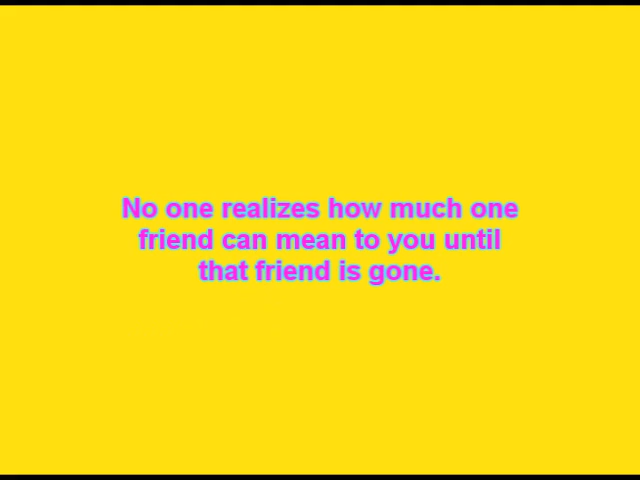 No one realizes how much one
friend can mean to you until
that friend is gone.